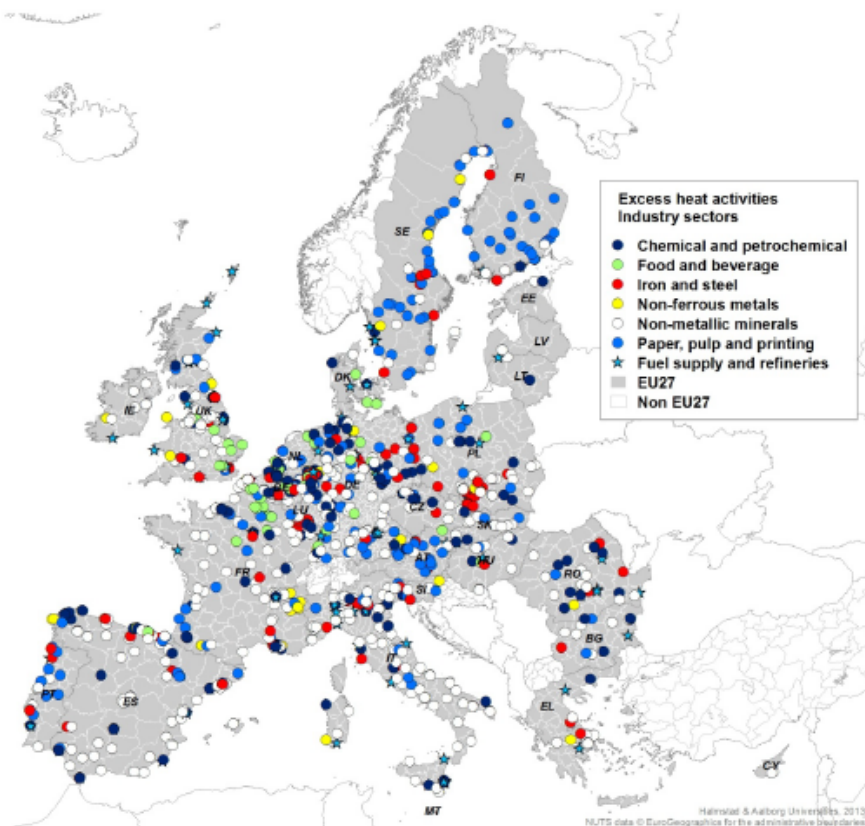 FI
SE
Excess heat activities
Industry sectors
Chemical and petrochemical
Food and beverage
Iron and steel
Non-ferrous metals
Non-metallic minerals
Paper, pulp and printing
Fuel supply and refineries
EU27
Non EU27
EE
LV
LT
DK
IE
UK
NL
PL
DE
LU
CZ
SK
AT
HU
FR
SI
RO
IT
BG
PT
ES
EL
CY
MT
Halmstad & Aalborg Universities, 2013
NUTS data © EuroGeographics for the administrative boundaries